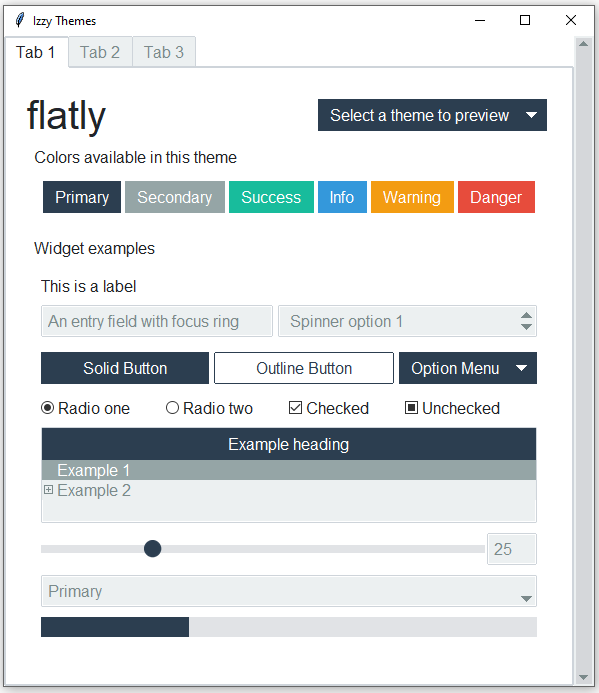 Izzy Themes
Tab 1 Tab 2 Tab 3
flatly
Select a theme to preview
Colors available in this theme
Primary Secondary Success Info Warning Danger
Widget examples
This is a label
An entry field with focus ring Spinner option 1
Solid Button Outline Button Option Menu
Radio one Radio two Checked Unchecked
Example heading
Example 1
Example 2
25
Primary